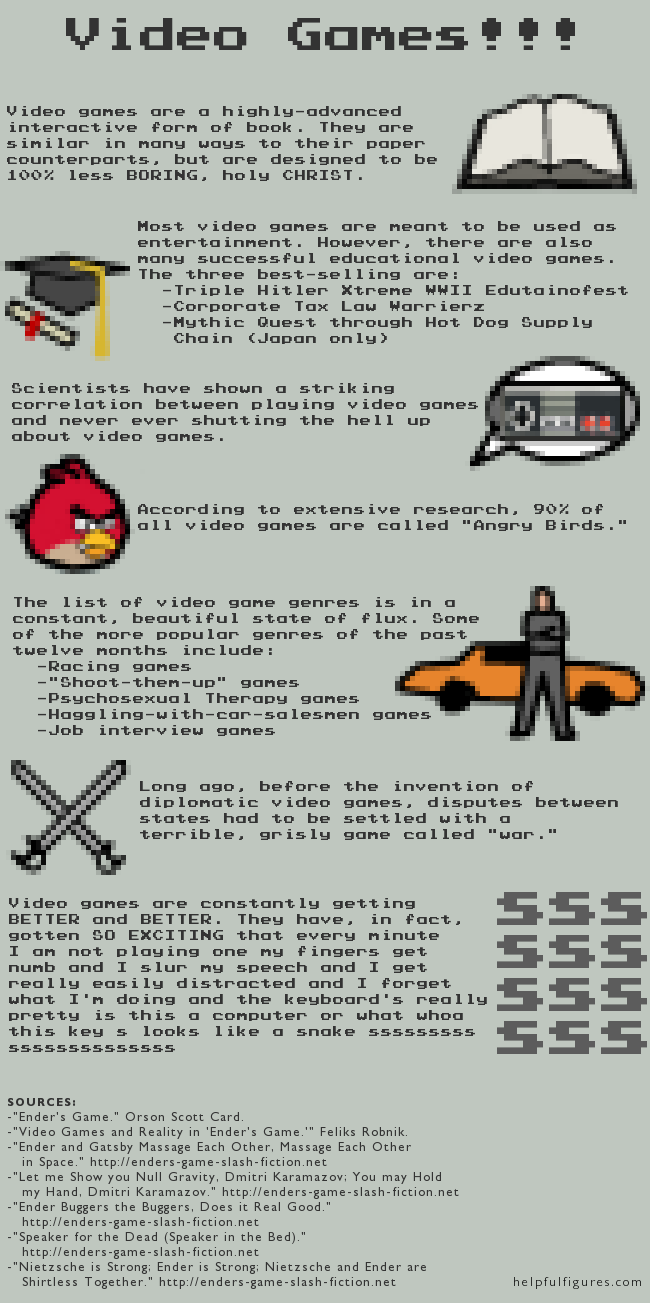 Video Games!!!
Video games are a highly-advanced
interactive form of book. They are
similar in many ways to their paper
counterparts, but are designed to be
100% less BORING, holy CHRIST.
Most video games are meant to be used as
entertainment. However, there are also
many successful educational video games.
The three best-selling are:
-Triple Hitler Xtreme WWII Edutainofest
-Corporate Tax Law Warrierz
-Mythic Quest through Hot Dog Supply
Chain (Japan only)
Scientists have shown a striking
correlation between playing video games
and never ever shutting the hell up
about video games.
According to extensive research, 90% of
all video games are called "Angry Birds."
The list of video game genres is in a
constant, beautiful state of flux. Some
of the more popular genres of the past
twelve months include:
-Racing games
-"Shoot-them-up" games
-Psychosexual Therapy games
-Haggling-with-car-salesmen games
-Job interview games
Long ago, before the invention of
diplomatic video games, disputes between
states had to be settled with a
terrible, grisly game called "war."
Video games are constantly getting
BETTER and BETTER. They have, in fact,
gotten SO EXCITING that every minute
I am not playing one my fingers get
numb and I slur my speech and I get
really easily distracted and I forget
what I'm doing and the keyboard's really
pretty is this a computer or what whoa
this key s looks like a snake sssssssss
ssssssssssssss
S S S
S S S
S S S
S S S
SOURCES:
-"Ender's Game." Orson Scott Card.
-"Video Games and Reality in 'Ender's Game.'" Feliks Robnik.
-"Ender and Gatsby Massage Each Other, Massage Each Other
in Space." http://enders-game-slash-fiction.net
-"Let me Show you Null Gravity, Dmitri Karamazov; You may Hold
my Hand, Dmitri Karamazov." http://enders-game-slash-fiction.net
-"Ender Buggers the Buggers, Does it Real Good."
http://enders-game-slash-fiction.net
-"Speaker for the Dead (Speaker in the Bed)."
http://enders-game-slash-fiction.net
-"Nietzsche is Strong; Ender is Strong; Nietzsche and Ender are
Shirtless Together." http://enders-game-slash-fiction.net
helpfulfigures.com